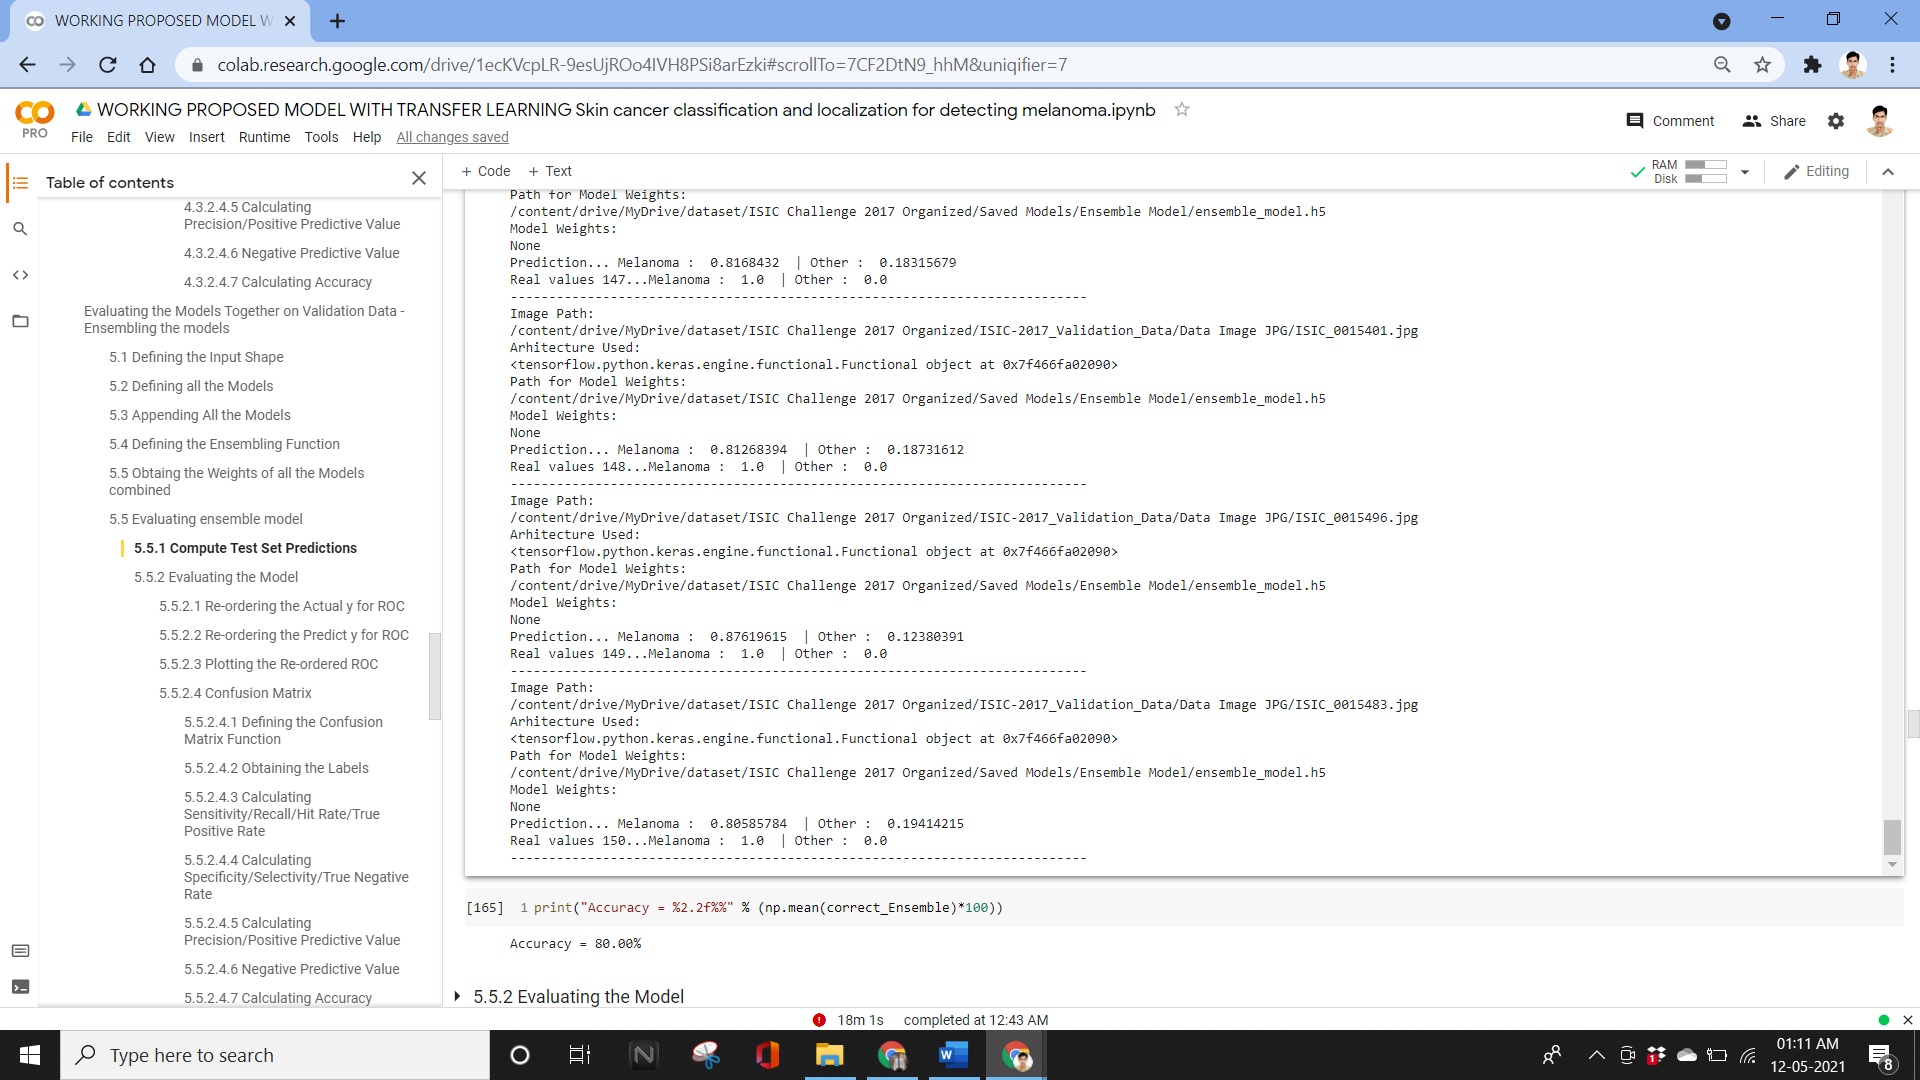 WORKING PROPOSED MODEL W
colab.research.google.com/drive/1ecKVcpLR-9esUjROo4IVH8PSi8arEzki#scrollTo=7CF2DtN9_hhM&uniqifier=7
PRO
WORKING PROPOSED MODEL WITH TRANSFER LEARNING Skin cancer classification and localization for detecting melanoma.ipynb
File Edit View Insert Runtime Tools Help All changes saved
Comment Share
Table of contents
4.3.2.4.5 Calculating
Precision/Positive Predictive Value
4.3.2.4.6 Negative Predictive Value
4.3.2.4.7 Calculating Accuracy
Evaluating the Models Together on Validation Data -
Ensembling the models
5.1 Defining the Input Shape
5.2 Defining all the Models
5.3 Appending All the Models
5.4 Defining the Ensembling Function
5.5 Obtaing the Weights of all the Models
combined
5.5 Evaluating ensemble model
5.5.1 Compute Test Set Predictions
5.5.2 Evaluating the Model
5.5.2.1 Re-ordering the Actual y for ROC
5.5.2.2 Re-ordering the Predict y for ROC
5.5.2.3 Plotting the Re-ordered ROC
5.5.2.4 Confusion Matrix
5.5.2.4.1 Defining the Confusion
Matrix Function
5.5.2.4.2 Obtaining the Labels
5.5.2.4.3 Calculating
Sensitivity/Recall/Hit Rate/True
Positive Rate
5.5.2.4.4 Calculating
Specificity/Selectivity/True Negative
Rate
5.5.2.4.5 Calculating
Precision/Positive Predictive Value
5.5.2.4.6 Negative Predictive Value
5.5.2.4.7 Calculating Accuracy
+ Code + Text
RAM
Disk
Editing
Path for Model Weights:
/content/drive/MyDrive/dataset/ISIC Challenge 2017 Organized/Saved Models/Ensemble Model/ensemble_model.h5
Model Weights:
None
Prediction... Melanoma : 0.8168432 | Other : 0.18315679
Real values 147...Melanoma : 1.0 | Other : 0.0
---------------------------------------------------------------------------
Image Path:
/content/drive/MyDrive/dataset/ISIC Challenge 2017 Organized/ISIC-2017_Validation_Data/Data Image JPG/ISIC_0015401.jpg
Arhitecture Used:
<tensorflow.python.keras.engine.functional.Functional object at 0x7f466fa02090>
Path for Model Weights:
/content/drive/MyDrive/dataset/ISIC Challenge 2017 Organized/Saved Models/Ensemble Model/ensemble_model.h5
Model Weights:
None
Prediction... Melanoma : 0.81268394 | Other : 0.18731612
Real values 148...Melanoma : 1.0 | Other : 0.0
---------------------------------------------------------------------------
Image Path:
/content/drive/MyDrive/dataset/ISIC Challenge 2017 Organized/ISIC-2017_Validation_Data/Data Image JPG/ISIC_0015496.jpg
Arhitecture Used:
<tensorflow.python.keras.engine.functional.Functional object at 0x7f466fa02090>
Path for Model Weights:
/content/drive/MyDrive/dataset/ISIC Challenge 2017 Organized/Saved Models/Ensemble Model/ensemble_model.h5
Model Weights:
None
Prediction... Melanoma : 0.87619615 | Other : 0.12380391
Real values 149...Melanoma : 1.0 | Other : 0.0
---------------------------------------------------------------------------
Image Path:
/content/drive/MyDrive/dataset/ISIC Challenge 2017 Organized/ISIC-2017_Validation_Data/Data Image JPG/ISIC_0015483.jpg
Arhitecture Used:
<tensorflow.python.keras.engine.functional.Functional object at 0x7f466fa02090>
Path for Model Weights:
/content/drive/MyDrive/dataset/ISIC Challenge 2017 Organized/Saved Models/Ensemble Model/ensemble_model.h5
Model Weights:
None
Prediction... Melanoma : 0.80585784 | Other : 0.19414215
Real values 150...Melanoma : 1.0 | Other : 0.0
---------------------------------------------------------------------------
[165] 1 print("Accuracy = %2.2f%%" % (np.mean(correct_Ensemble)*100))
Accuracy = 80.00%
5.5.2 Evaluating the Model
18m 1s completed at 12:43 AM
Type here to search
01:11 AM
12-05-2021
8